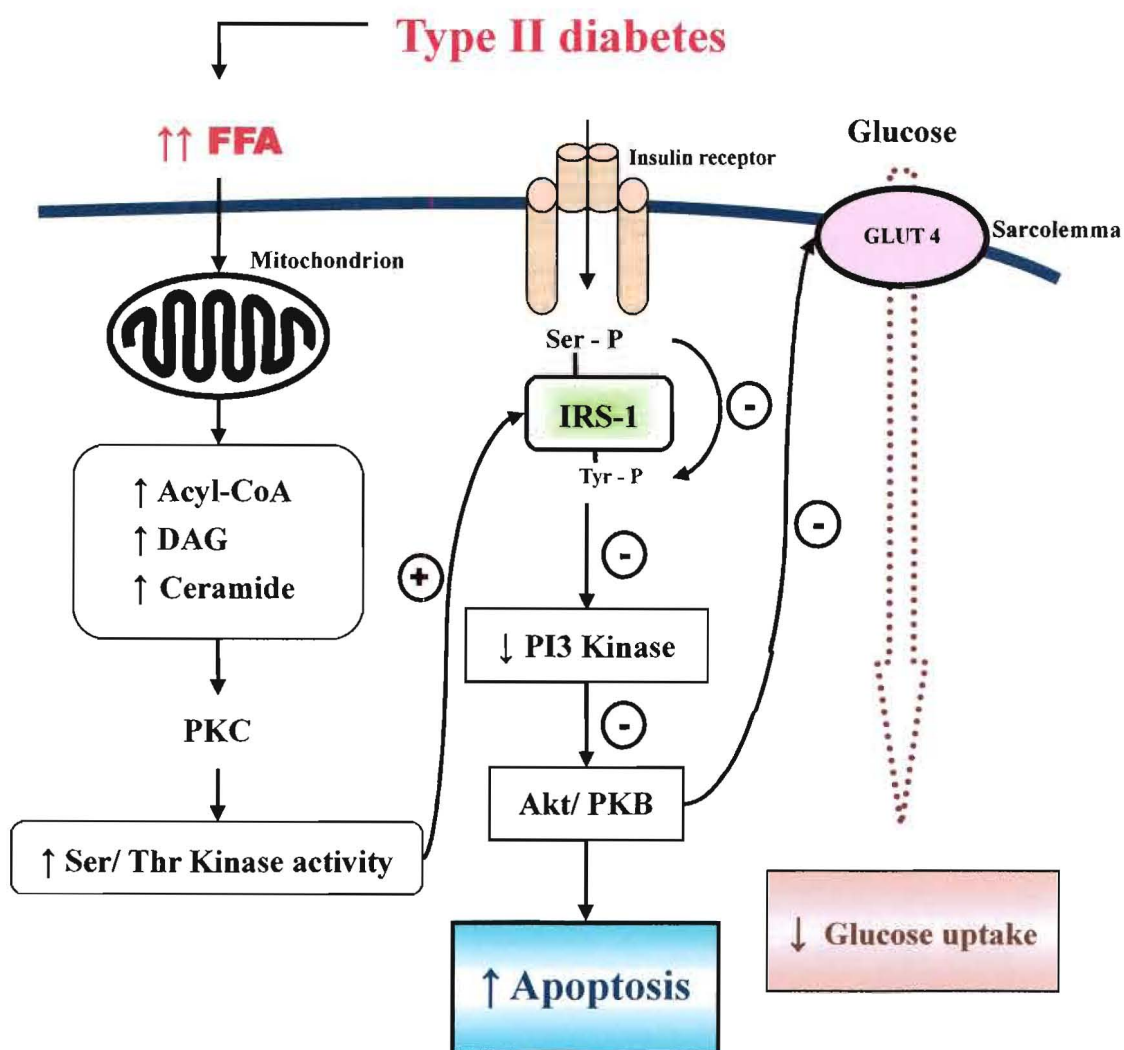 Type II diabetes
↑↑ FFA
Insulin receptor
Glucose
GLUT 4
Sarcolemma
Mitochondrion
Ser - P
IRS-1
-
Tyr - P
↑ Acyl-CoA
↑ DAG
↑ Ceramide
+
-
-
↓ PI3 Kinase
-
PKC
Akt/ PKB
↑ Ser/ Thr Kinase activity
↓ Glucose uptake
↑ Apoptosis